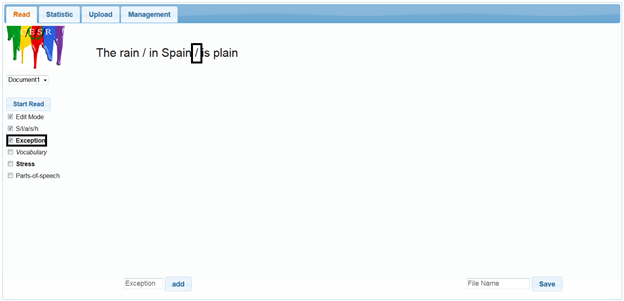 Read Statistic Upload Management
ESR
The rain / in Spain / is plain
Document1
Start Read
Edit Mode
S/l/a/s/h
Exception
Vocabulary
Stress
Parts-of-speech
Exception add File Name Save